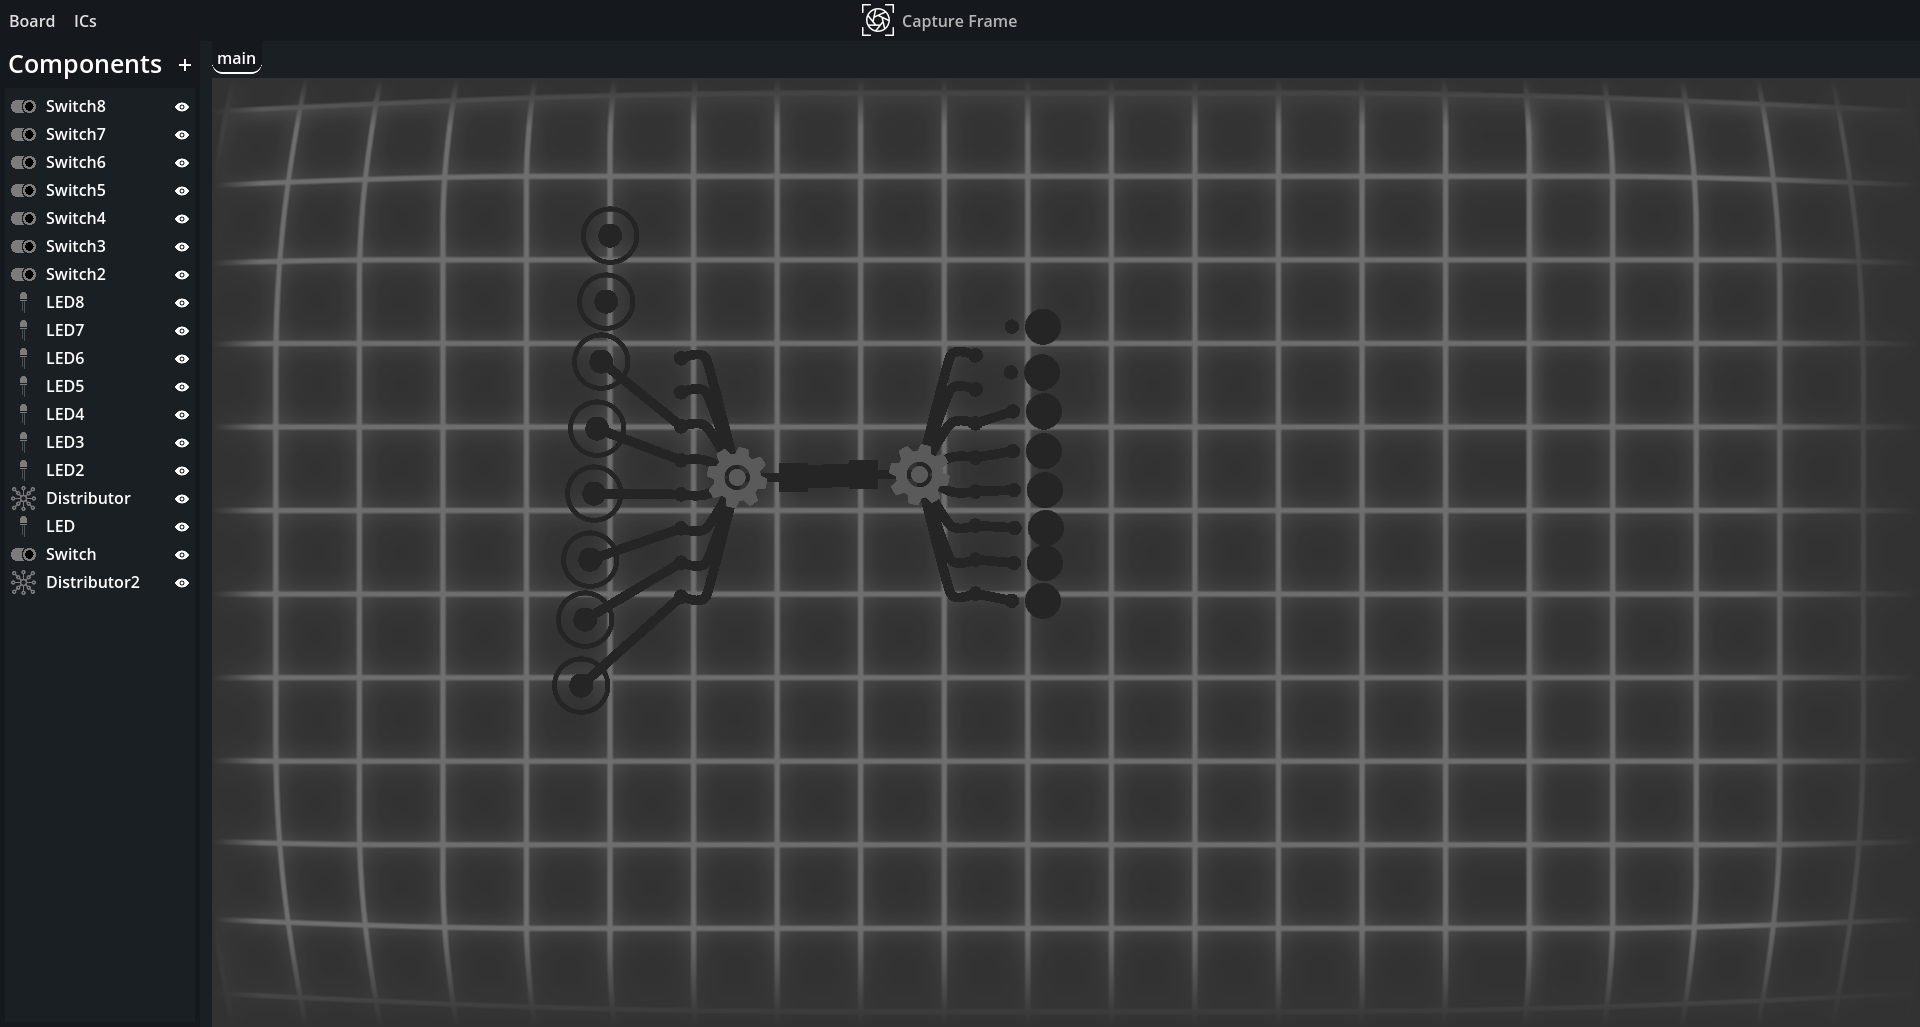 Board ICs
Capture Frame
Components +
main
Switch8
Switch7
Switch6
Switch5
Switch4
Switch3
Switch2
LED8
LED7
LED6
LED5
LED4
LED3
LED2
Distributor
LED
Switch
Distributor2